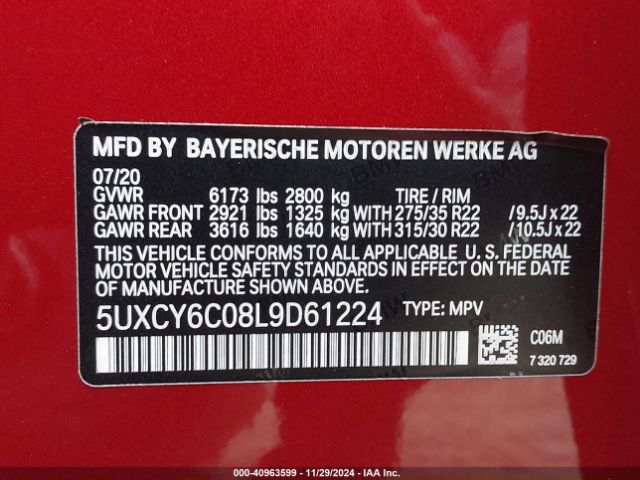 MFD BY BAYERISCHE MOTOREN WERKE AG
07/20
GVWR 6173 lbs 2800 kg TIRE / RIM
GAWR FRONT 2921 lbs 1325 kg WITH 275/35 R22 / 9.5J x 22
GAWR REAR 3616 lbs 1640 kg WITH 315/30 R22 / 10.5J x 22
THIS VEHICLE CONFORMS TO ALL APPLICABLE U. S. FEDERAL
MOTOR VEHICLE SAFETY STANDARDS IN EFFECT ON THE DATE OF
MANUFACTURE SHOWN ABOVE.
5UXCY6C08L9D61224 TYPE: MPV
C06M
7 320 729
QQ - 40963599 - 11/29/2024 - IAAI.COM